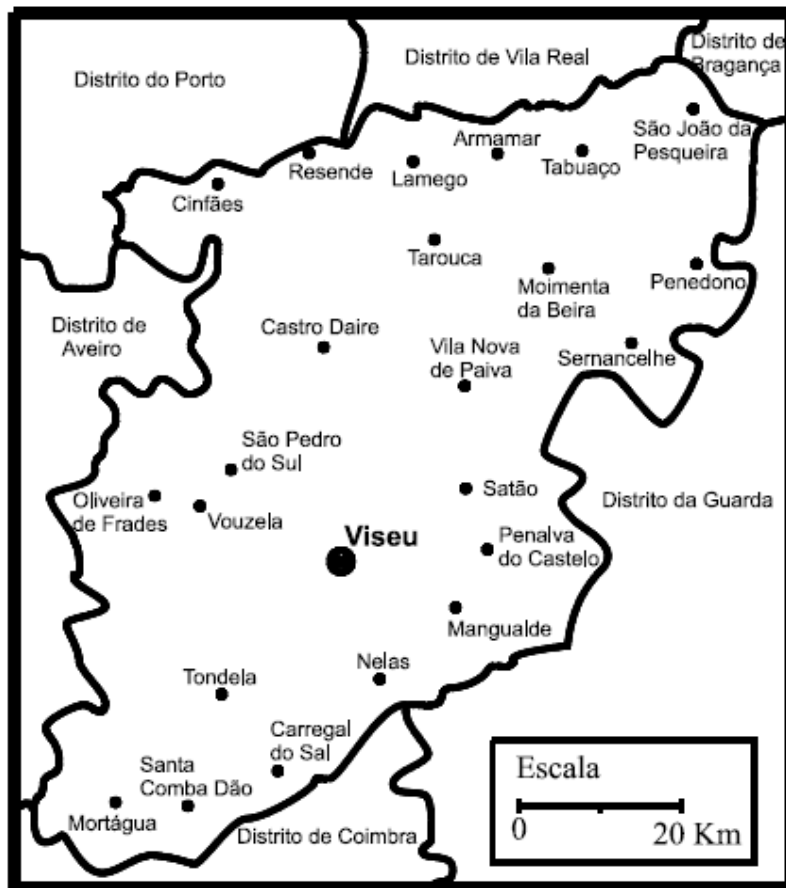 Distrito do Porto
Distrito de Vila Real
Distrito de
Bragança
Armamar
São João da
Pesqueira
Resende
Lamego
Tabuaço
Cinfães
Tarouca
Moimenta
da Beira
Penedono
Distrito de
Aveiro
Castro Daire
Vila Nova
de Paiva
Sernancelhe
São Pedro
do Sul
Oliveira
de Frades
Vouzela
Satão
Distrito da Guarda
Viseu
Penalva
do Castelo
Mangualde
Tondela
Nelas
Carregal
do Sal
Santa
Comba Dão
Mortágua
Distrito de Coimbra
Escala
0
20 Km